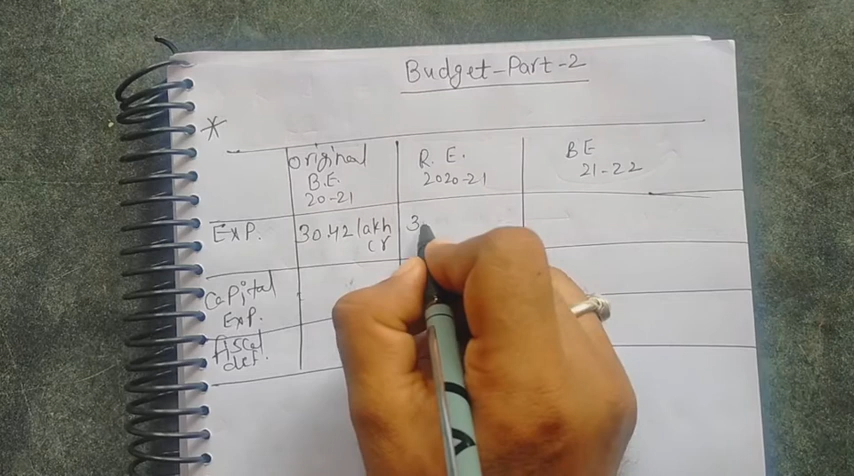 Budget-Part-2
*
original
B.E.
20-21
R. E.
2020-21
BE
21-22
Exp.
30.42 lakh
cr
3
Capital
Exp.
fiscal
def.